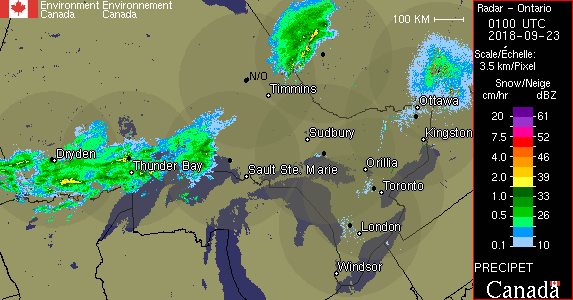 Environment Environnement
Canada Canada
100 KM
N/O
Timmins
Ottawa
Sudbury
Kingston
Dryden
Thunder Bay
Sault Ste. Marie
Orillia
Toronto
London
Windsor
Radar - Ontario
0100 UTC
2018-09-23
Scale/Échelle:
3.5 km/Pixel
Snow/Neige
cm/hr dBZ
20 61
7.5 52
4.0 46
2.0 39
1.0 33
0.5 26
0.1 10
PRECIPET
Canada